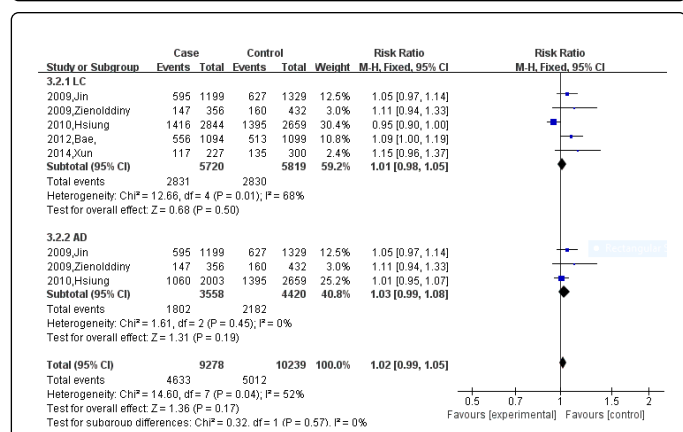 Case Control Risk Ratio Risk Ratio
Study or Subgroup Events Total Events Total Weight M-H, Fixed, 95% CI M-H, Fixed, 95% CI
3.2.1 LC
2009,Jin 595 1199 627 1329 12.5% 1.05 [0.97, 1.14]
2009,Zienolddiny 147 356 160 432 3.0% 1.11 [0.94, 1.33]
2010,Hsiung 1416 2844 1395 2659 30.4% 0.95 [0.90, 1.00]
2012,Bae, 556 1094 513 1099 10.8% 1.09 [1.00, 1.19]
2014,Xun 117 227 135 300 2.4% 1.15 [0.96, 1.37]
Subtotal (95% CI) 5720 5819 59.2% 1.01 [0.98, 1.05]
Total events 2831 2830
Heterogeneity: Chi² = 12.66, df = 4 (P = 0.01); I² = 68%
Test for overall effect: Z = 0.68 (P = 0.50)
3.2.2 AD
2009,Jin 595 1199 627 1329 12.5% 1.05 [0.97, 1.14]
2009,Zienolddiny 147 356 160 432 3.0% 1.11 [0.94, 1.33]
2010,Hsiung 1060 2003 1395 2659 25.2% 1.01 [0.95, 1.07]
Subtotal (95% CI) 3558 4420 40.8% 1.03 [0.99, 1.08]
Total events 1802 2182
Heterogeneity: Chi² = 1.61, df = 2 (P = 0.45); I² = 0%
Test for overall effect: Z = 1.31 (P = 0.19)
Total (95% CI) 9278 10239 100.0% 1.02 [0.99, 1.05]
Total events 4633 5012
Heterogeneity: Chi² = 14.60, df = 7 (P = 0.04); I² = 52%
Test for overall effect: Z = 1.36 (P = 0.17)
Test for subgroup differences: Chi² = 0.32, df = 1 (P = 0.57), I² = 0%
0.5 0.7 1 1.5 2
Favours [experimental] Favours [control]